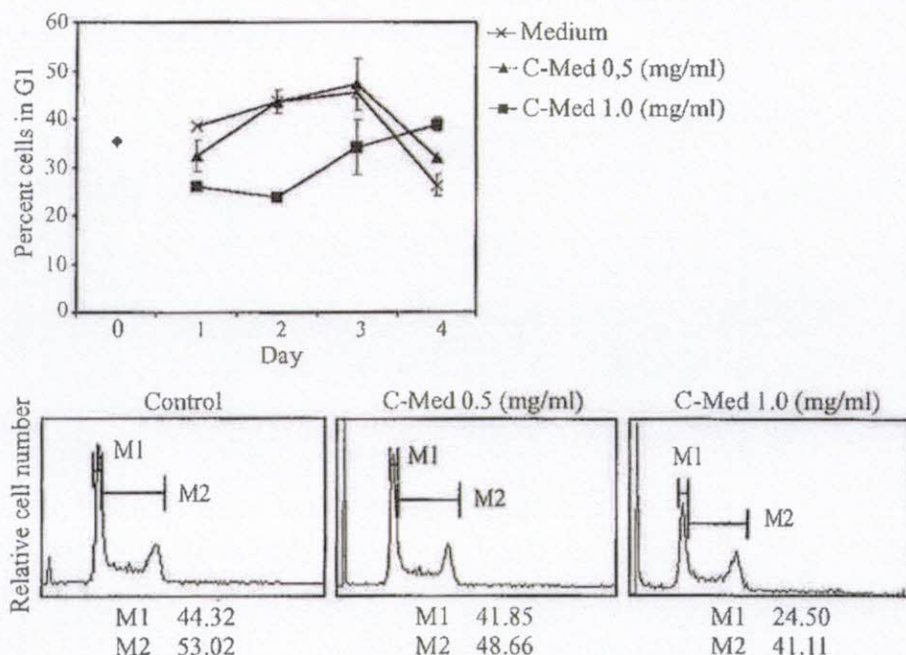 60
50
40
30
20
10
0
Percent cells in G1
0 1 2 3 4
Day
Medium
C-Med 0,5 (mg/ml)
C-Med 1.0 (mg/ml)
Control
C-Med 0.5 (mg/ml)
C-Med 1.0 (mg/ml)
Relative cell number
M1
M2
M1
M2
M1
M2
M1 44.32
M2 53.02
M1 41.85
M2 48.66
M1 24.50
M2 41.11